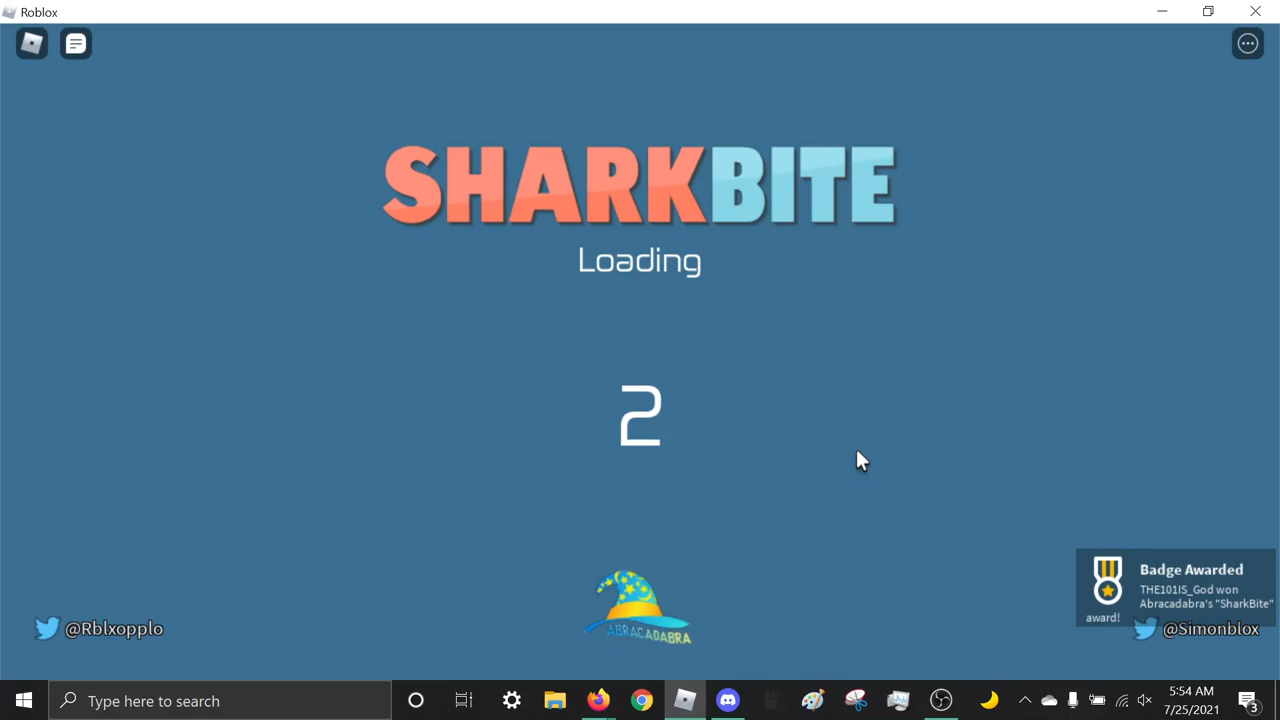 Roblox
SHARKBITE
Loading
2
Badge Awarded
THE101IS_God won
Abracadabra's "SharkBite"
award!
ABRACADABRA
@Rblxopplo
@Simonblox
Type here to search
5:54 AM
7/25/2021
3